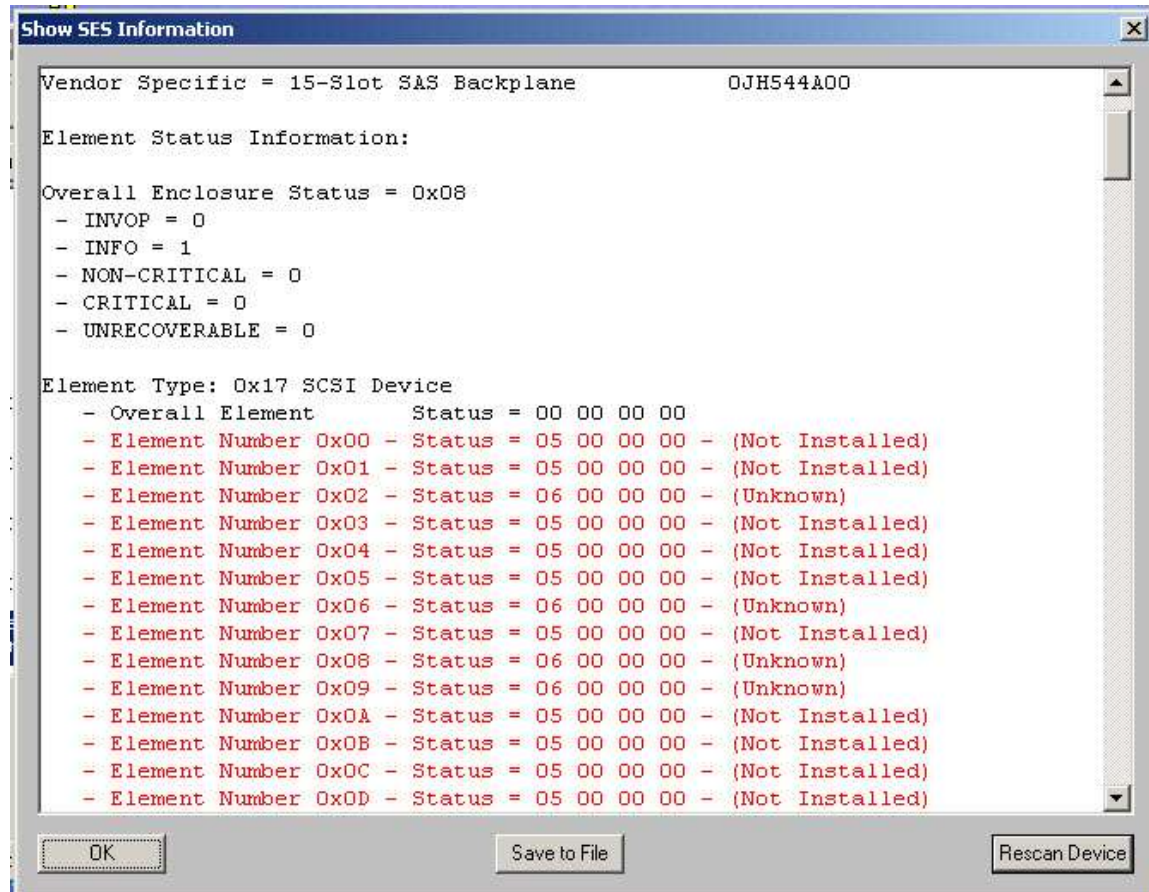 Show SES Information
Vendor Specific = 15-Slot SAS Backplane 0JH544A00
Element Status Information:
Overall Enclosure Status = 0x08
- INVOP = 0
- INFO = 1
- NON-CRITICAL = 0
- CRITICAL = 0
- UNRECOVERABLE = 0
Element Type: 0x17 SCSI Device
- Overall Element Status = 00 00 00 00
- Element Number 0x00 - Status = 05 00 00 00 - (Not Installed)
- Element Number 0x01 - Status = 05 00 00 00 - (Not Installed)
- Element Number 0x02 - Status = 06 00 00 00 - (Unknown)
- Element Number 0x03 - Status = 05 00 00 00 - (Not Installed)
- Element Number 0x04 - Status = 05 00 00 00 - (Not Installed)
- Element Number 0x05 - Status = 05 00 00 00 - (Not Installed)
- Element Number 0x06 - Status = 06 00 00 00 - (Unknown)
- Element Number 0x07 - Status = 05 00 00 00 - (Not Installed)
- Element Number 0x08 - Status = 06 00 00 00 - (Unknown)
- Element Number 0x09 - Status = 06 00 00 00 - (Unknown)
- Element Number 0x0A - Status = 05 00 00 00 - (Not Installed)
- Element Number 0x0B - Status = 05 00 00 00 - (Not Installed)
- Element Number 0x0C - Status = 05 00 00 00 - (Not Installed)
- Element Number 0x0D - Status = 05 00 00 00 - (Not Installed)
OK Save to File Rescan Device